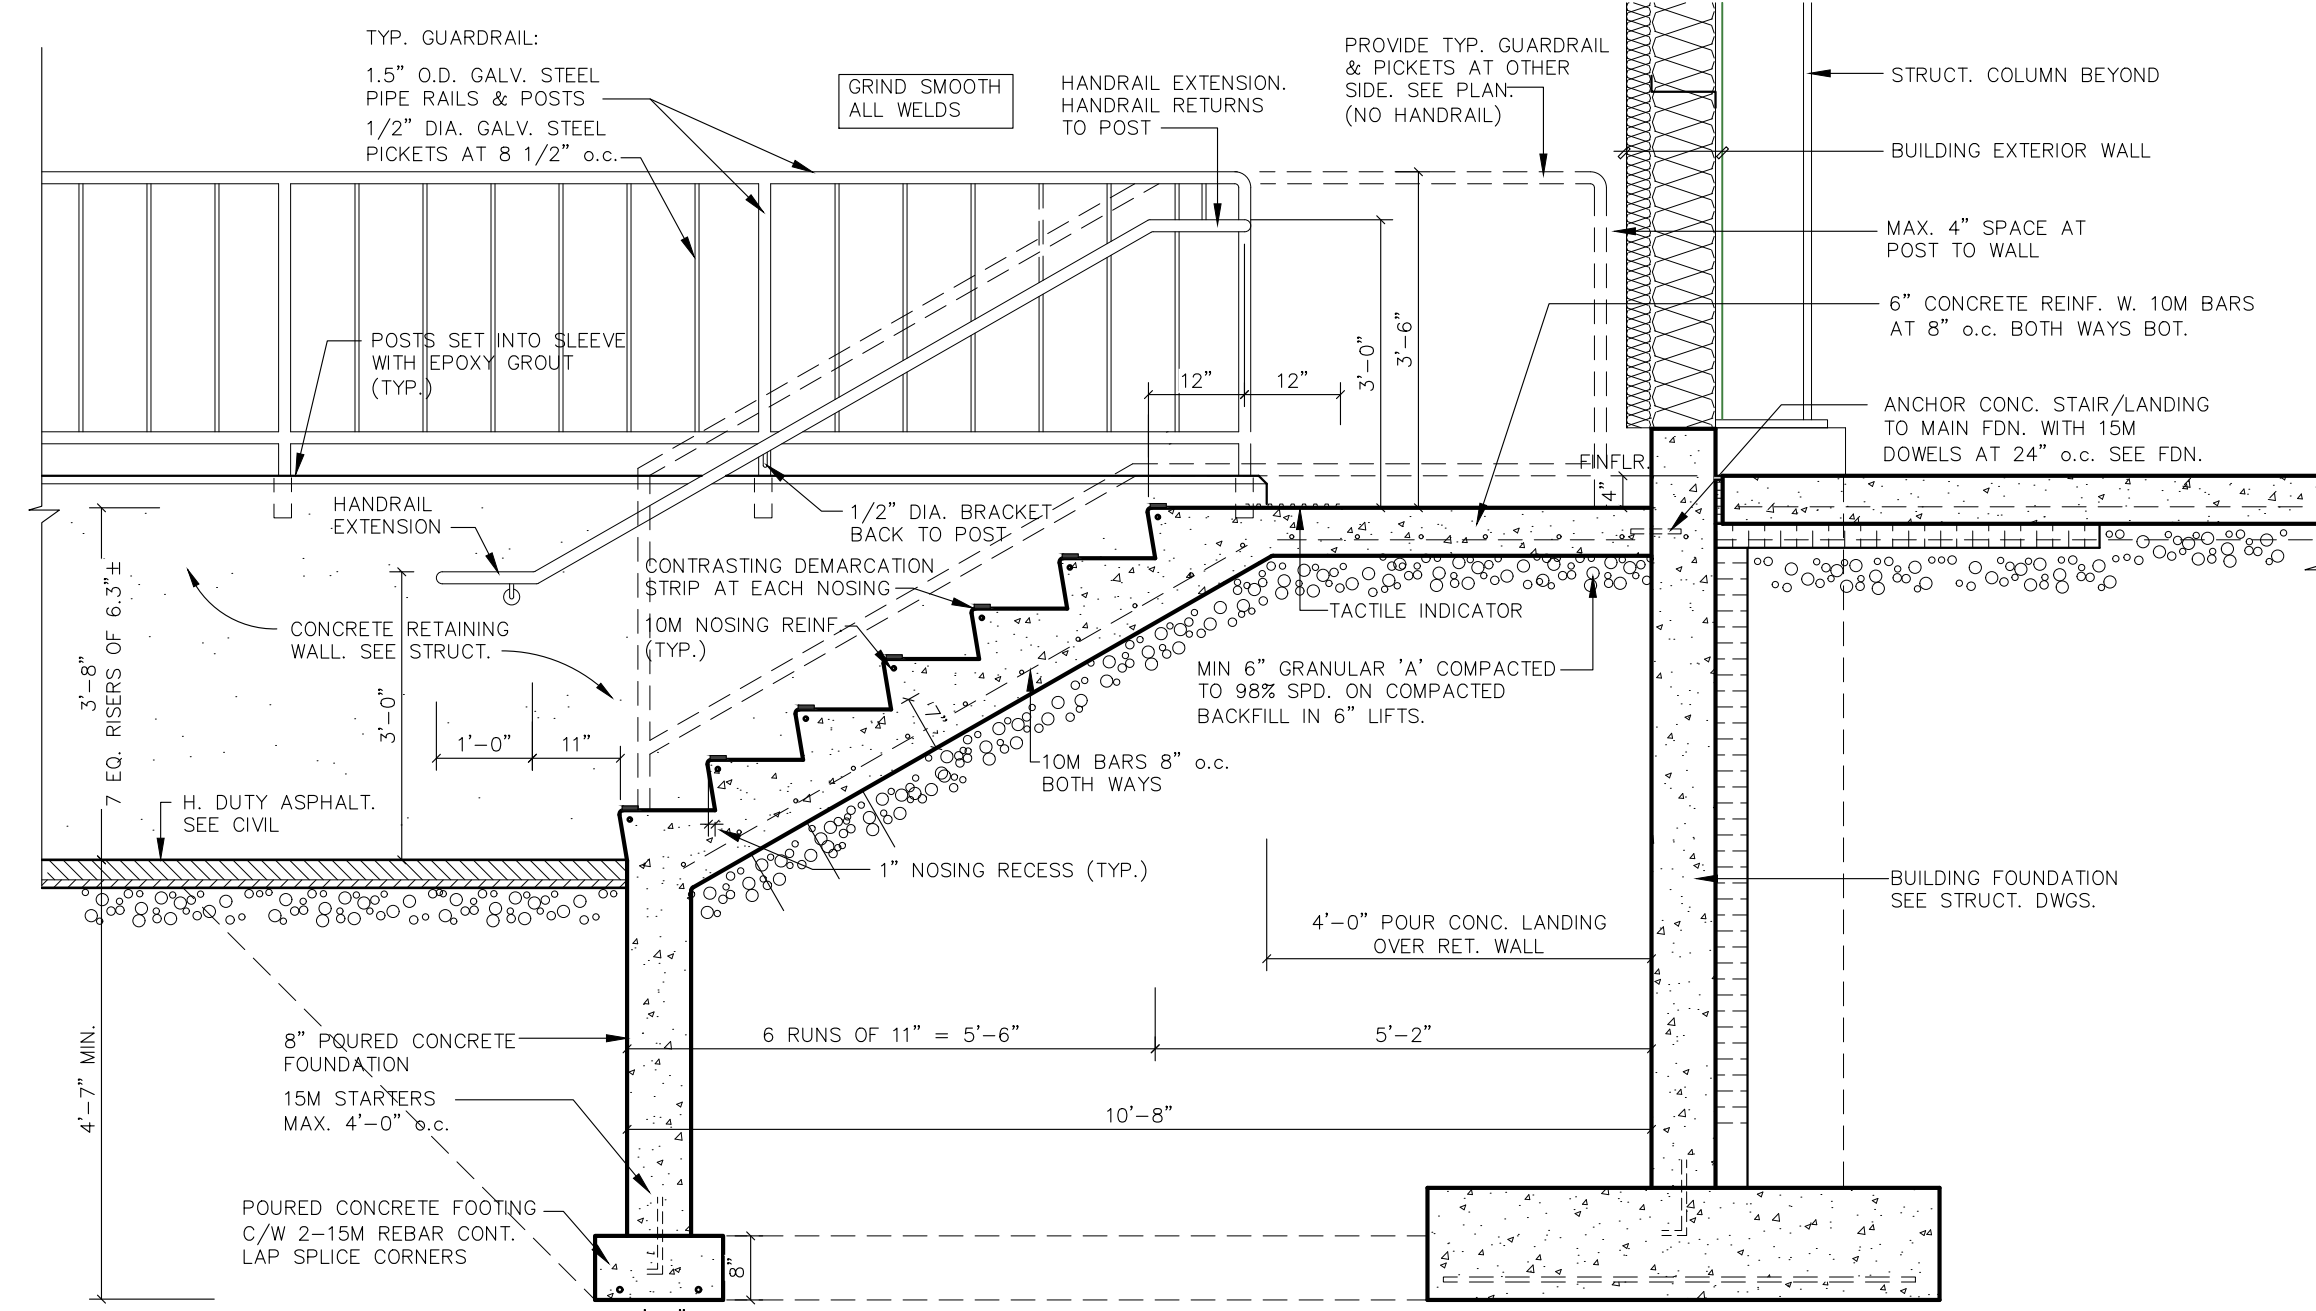 TYP. GUARDRAIL:
1.5" O.D. GALV. STEEL
PIPE RAILS & POSTS
1/2" DIA. GALV. STEEL
PICKETS AT 8 1/2" o.c.
GRIND SMOOTH
ALL WELDS
HANDRAIL EXTENSION.
HANDRAIL RETURNS
TO POST
PROVIDE TYP. GUARDRAIL
& PICKETS AT OTHER
SIDE. SEE PLAN.
(NO HANDRAIL)
STRUCT. COLUMN BEYOND
BUILDING EXTERIOR WALL
MAX. 4" SPACE AT
POST TO WALL
6" CONCRETE REINF. W. 10M BARS
AT 8" o.c. BOTH WAYS BOT.
ANCHOR CONC. STAIR/LANDING
TO MAIN FDN. WITH 15M
DOWELS AT 24" o.c. SEE FDN.
POSTS SET INTO SLEEVE
WITH EPOXY GROUT
(TYP.)
12"
12"
3'-0"
3'-6"
FINFLR.
4"
HANDRAIL
EXTENSION
1/2" DIA. BRACKET
BACK TO POST
CONTRASTING DEMARCATION
STRIP AT EACH NOSING
10M NOSING REINF.
(TYP.)
CONCRETE RETAINING
WALL. SEE STRUCT.
TACTILE INDICATOR
MIN 6" GRANULAR 'A' COMPACTED
TO 98% SPD. ON COMPACTED
BACKFILL IN 6" LIFTS.
3'-8"
7 EQ. RISERS OF 6.3"±
3'-0"
1'-0"
11"
7"
10M BARS 8" o.c.
BOTH WAYS
H. DUTY ASPHALT.
SEE CIVIL
1" NOSING RECESS (TYP.)
BUILDING FOUNDATION
SEE STRUCT. DWGS.
4'-0" POUR CONC. LANDING
OVER RET. WALL
6 RUNS OF 11" = 5'-6"
5'-2"
8" POURED CONCRETE
FOUNDATION
4'-7" MIN.
15M STARTERS
MAX. 4'-0" o.c.
10'-8"
POURED CONCRETE FOOTING
C/W 2-15M REBAR CONT.
LAP SPLICE CORNERS
8"